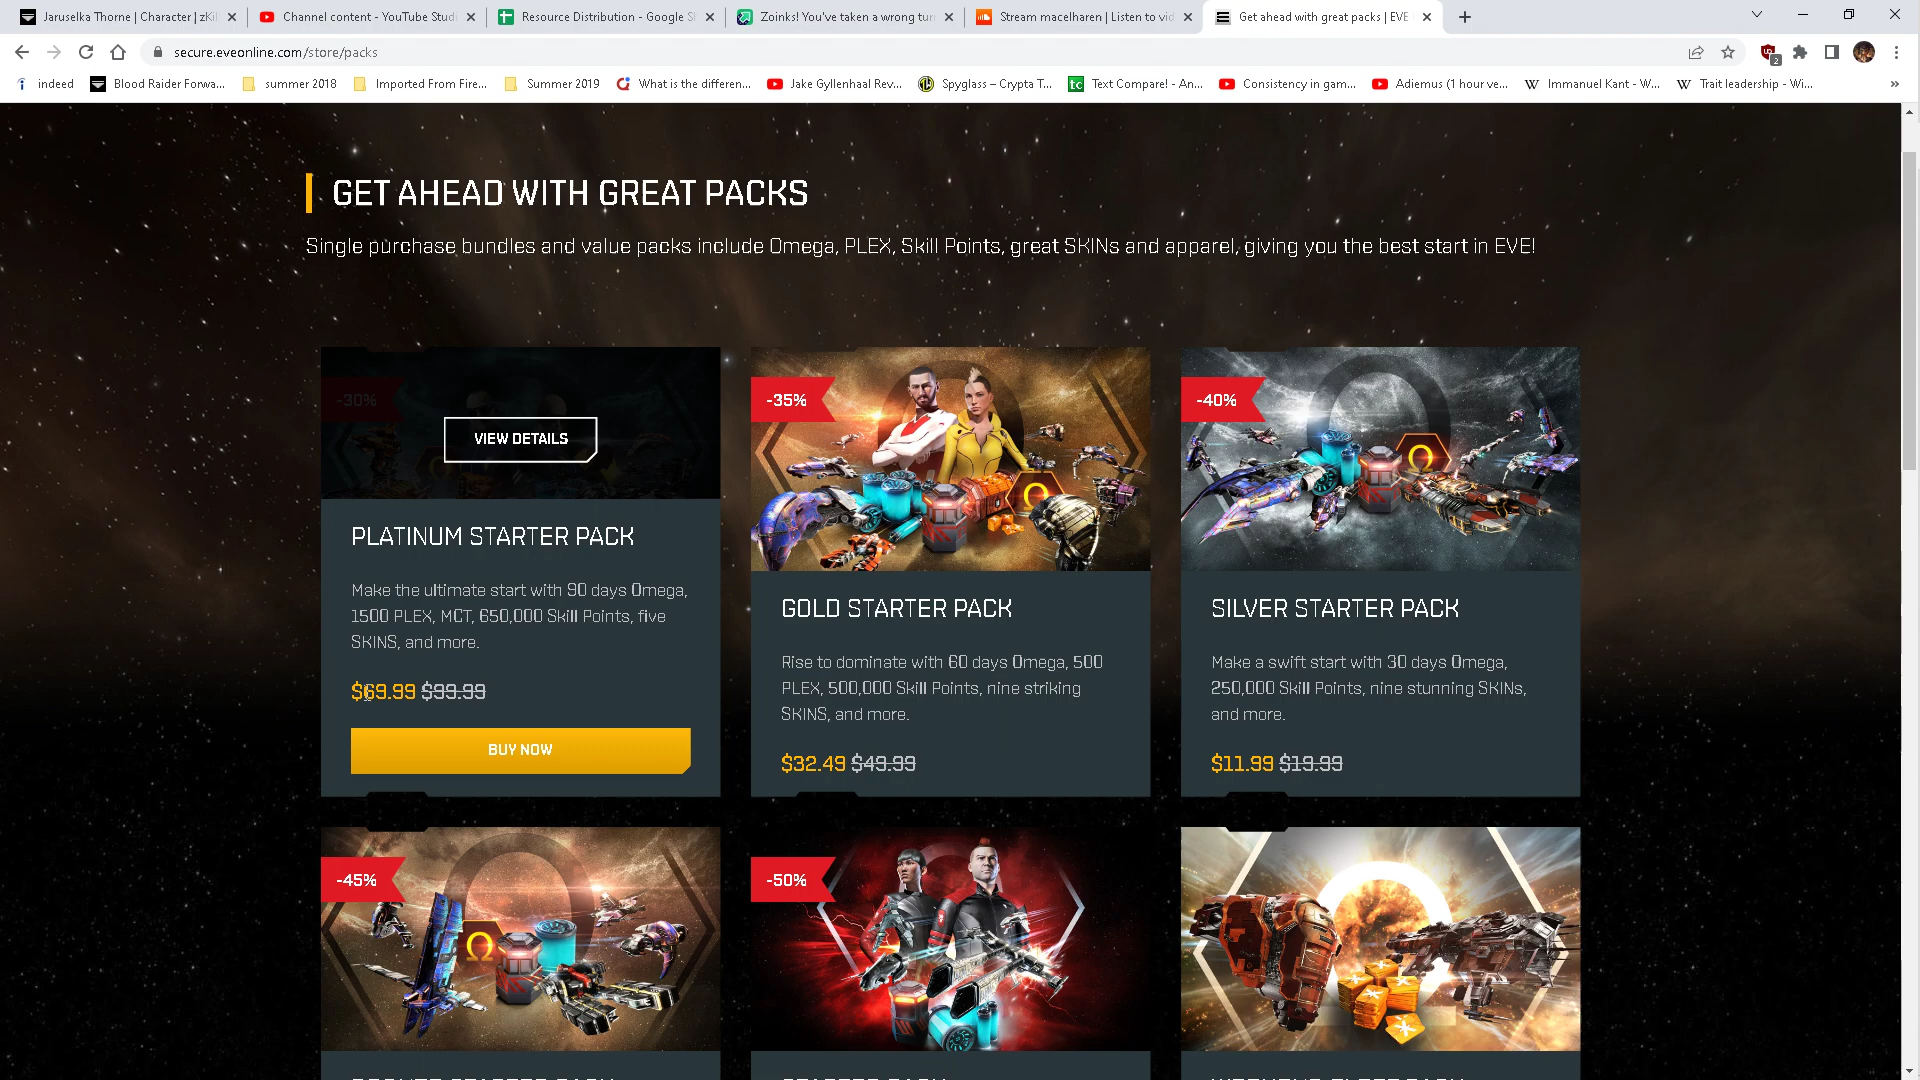 Jaruselka Thorne | Character | zKil
Channel content - YouTube Studi
Resource Distribution - Google S
Zoinks! You've taken a wrong turn
Stream macelharen | Listen to vid
Get ahead with great packs | EVE
secure.eveonline.com/store/packs
2
indeed
Blood Raider Forwa...
summer 2018
Imported From Fire...
Summer 2019
What is the differen...
Jake Gyllenhaal Rev...
Spyglass – Crypta T...
tc
Text Compare! - An...
Consistency in gam...
Adiemus (1 hour ve...
W
Immanuel Kant - W...
W
Trait leadership - Wi...
»
GET AHEAD WITH GREAT PACKS
Single purchase bundles and value packs include Omega, PLEX, Skill Points, great SKINs and apparel, giving you the best start in EVE!
-30%
VIEW DETAILS
PLATINUM STARTER PACK
Make the ultimate start with 90 days Omega,
1500 PLEX, MCT, 650,000 Skill Points, five
SKINS, and more.
$69.99 $99.99
BUY NOW
-35%
GOLD STARTER PACK
Rise to dominate with 60 days Omega, 500
PLEX, 500,000 Skill Points, nine striking
SKINS, and more.
$32.49 $49.99
-40%
SILVER STARTER PACK
Make a swift start with 30 days Omega,
250,000 Skill Points, nine stunning SKINs,
and more.
$11.99 $19.99
-45%
-50%